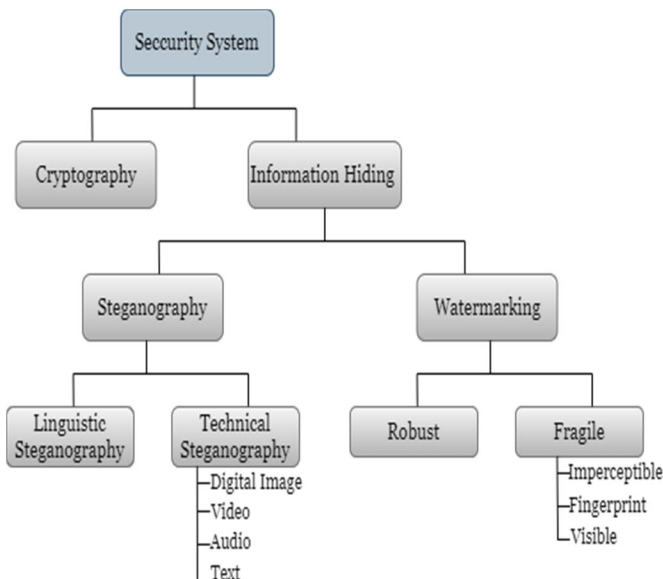 Seccurity System
Cryptography
Information Hiding
Steganography
Watermarking
Linguistic
Steganography
Technical
Steganography
Robust
Fragile
Digital Image
Video
Audio
Text
Imperceptible
Fingerprint
Visible